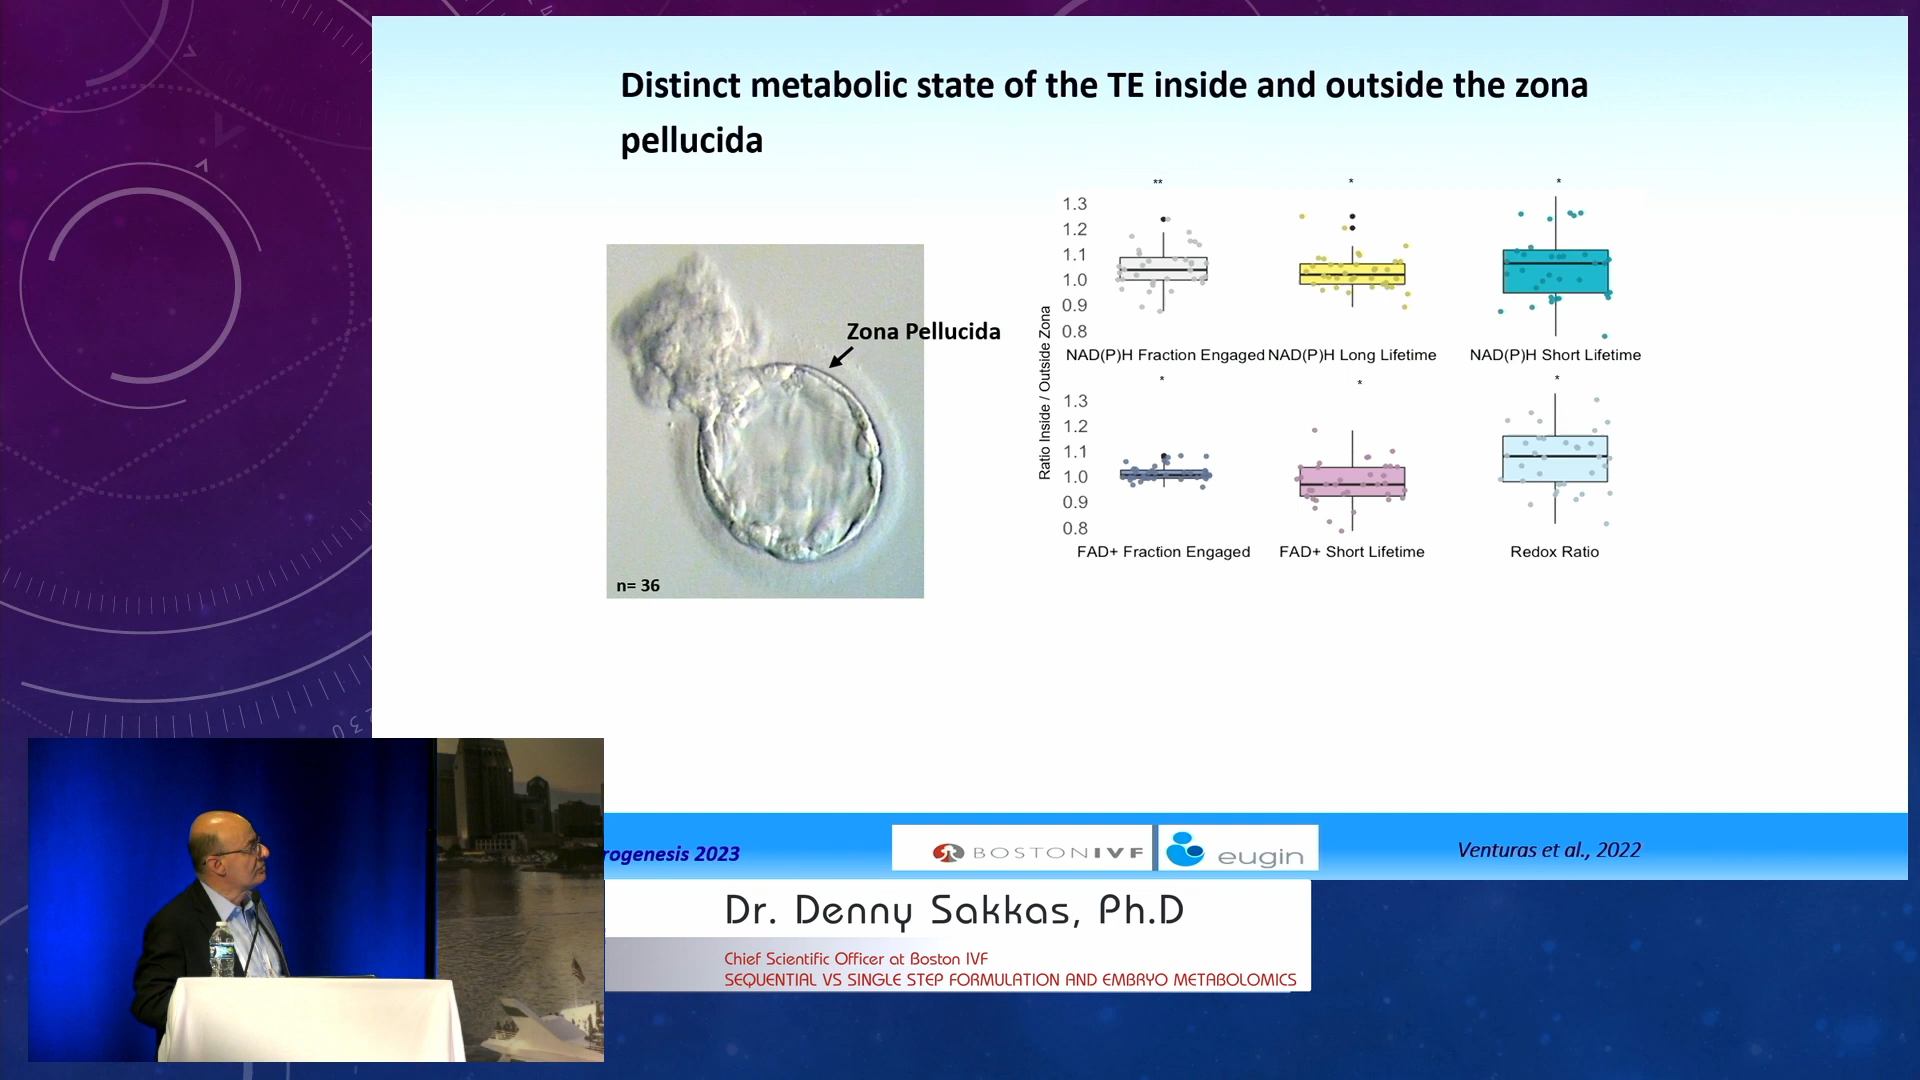 Distinct metabolic state of the TE inside and outside the zona
pellucida
Zona Pellucida
n= 36
Ratio Inside / Outside Zona
** * *
1.3
1.2
1.1
1.0
0.9
0.8
NAD(P)H Fraction Engaged NAD(P)H Long Lifetime NAD(P)H Short Lifetime
* * *
1.3
1.2
1.1
1.0
0.9
0.8
FAD+ Fraction Engaged FAD+ Short Lifetime Redox Ratio
rogenesis 2023
BOSTONIVF
eugin
Venturas et al., 2022
Dr. Denny Sakkas, Ph.D
Chief Scientific Officer at Boston IVF
SEQUENTIAL VS SINGLE STEP FORMULATION AND EMBRYO METABOLOMICS